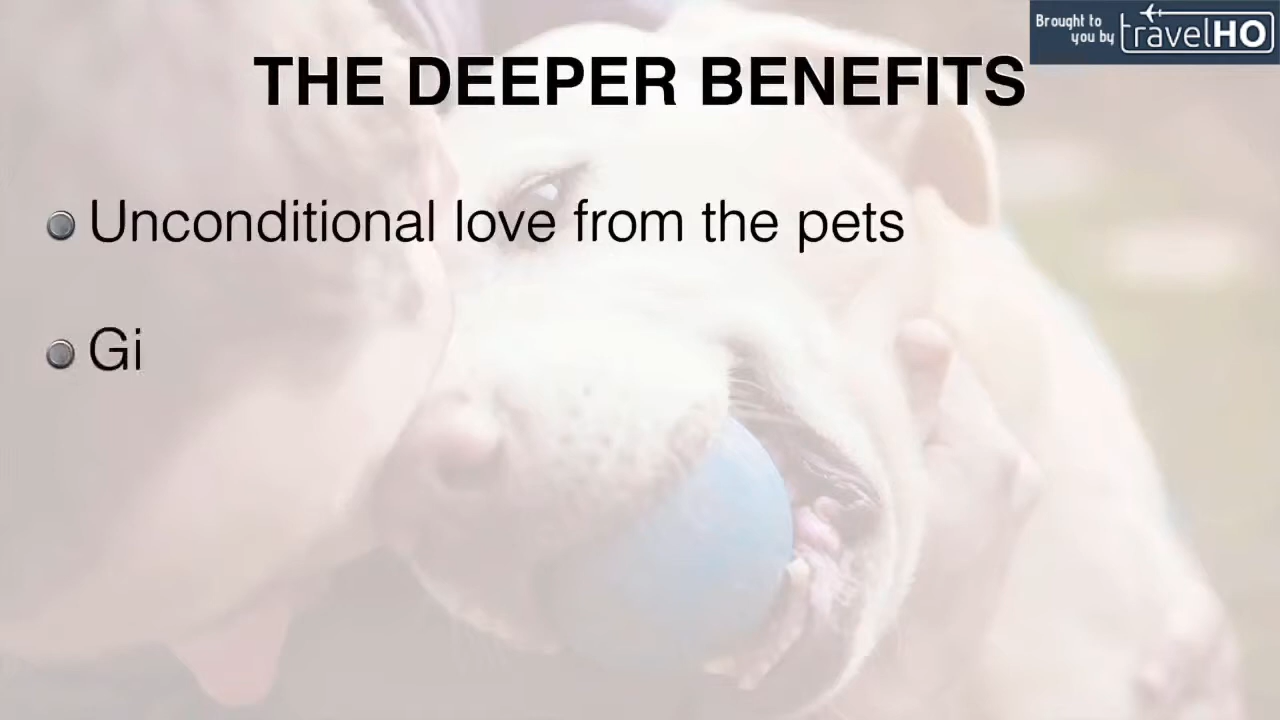 Brought to
you by travelHO
THE DEEPER BENEFITS
Unconditional love from the pets
Gi